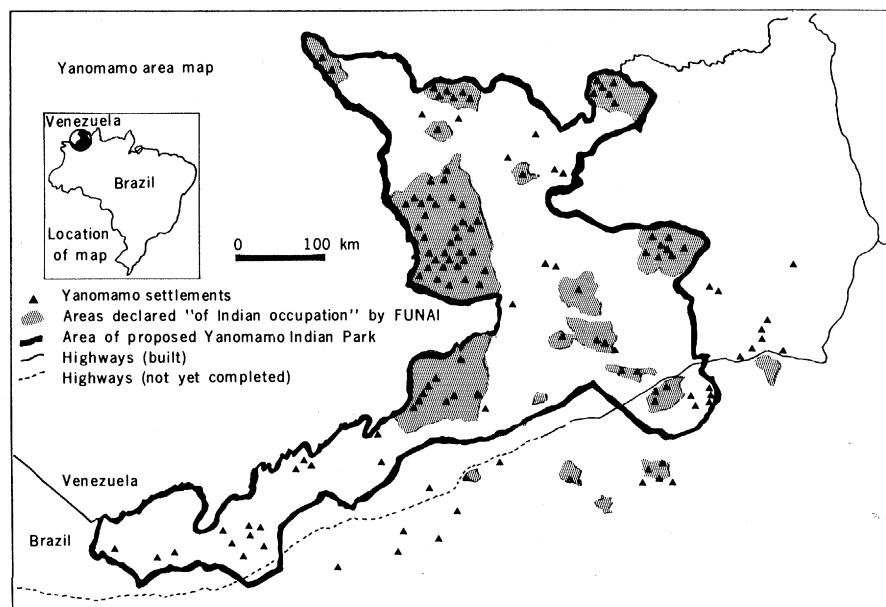 Yanomamo area map
Venezuela
Brazil
Location
of map
0 100 km
Yanomamo settlements
Areas declared "of Indian occupation" by FUNAI
Area of proposed Yanomamo Indian Park
Highways (built)
Highways (not yet completed)
Venezuela
Brazil